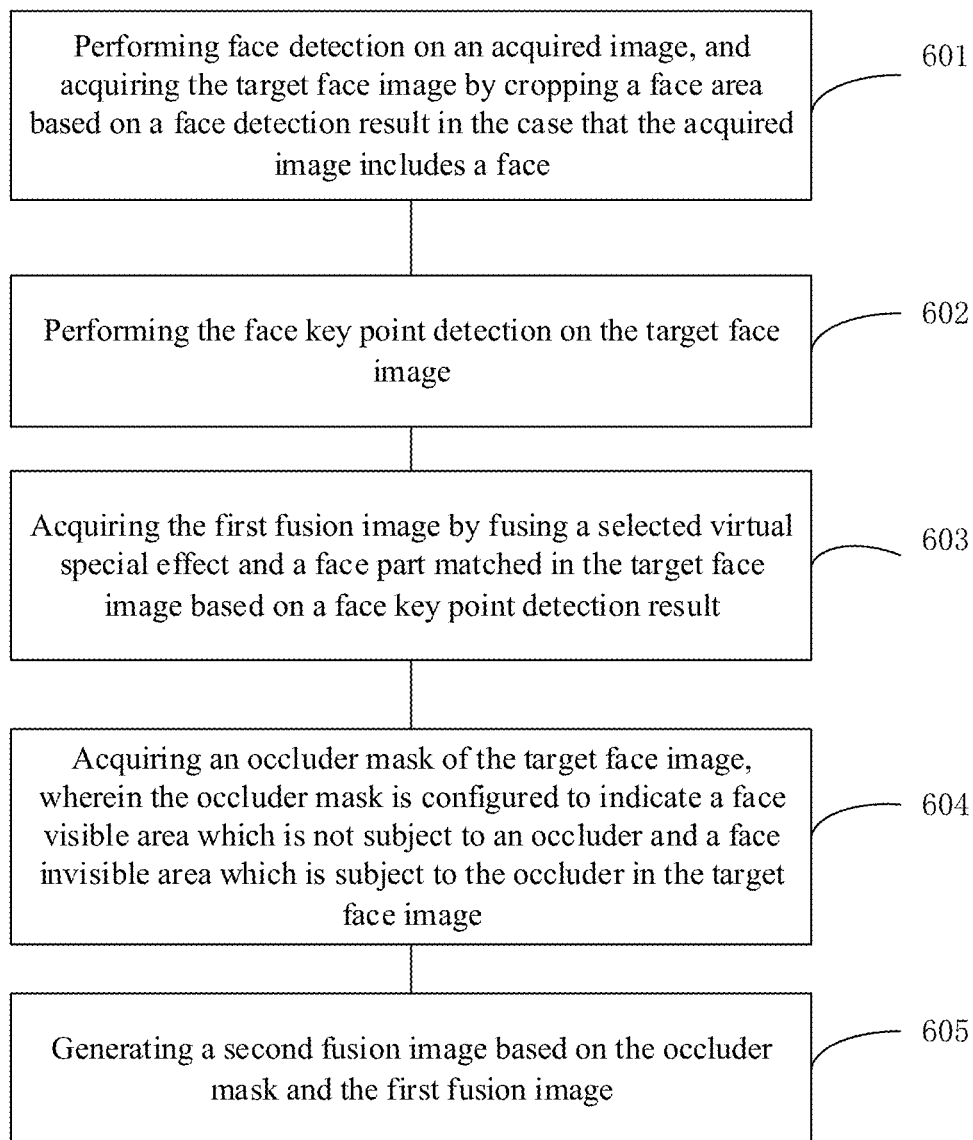 Performing face detection on an acquired image, and
acquiring the target face image by cropping a face area
based on a face detection result in the case that the acquired
image includes a face
601
Performing the face key point detection on the target face
image
602
Acquiring the first fusion image by fusing a selected virtual
special effect and a face part matched in the target face
image based on a face key point detection result
603
Acquiring an occluder mask of the target face image,
wherein the occluder mask is configured to indicate a face
visible area which is not subject to an occluder and a face
invisible area which is subject to the occluder in the target
face image
604
Generating a second fusion image based on the occluder
mask and the first fusion image
605